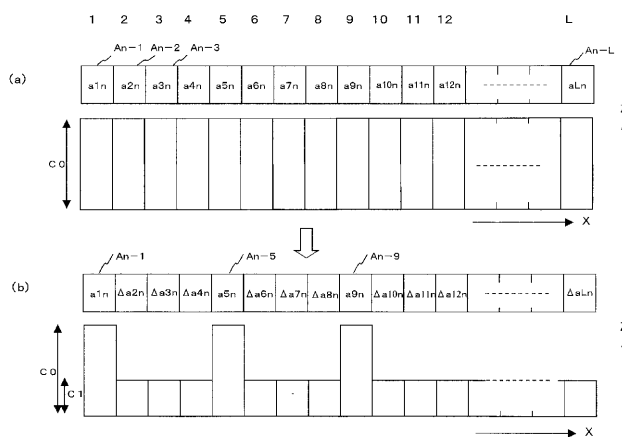 1 2 3 4 5 6 7 8 9 10 11 12 L
An-1 An-2 An-3 An-L
(a)
a1n a2n a3n a4n a5n a6n a7n a8n a9n a10n a11n a12n aLn
C0
X
An-1 An-5 An-9
(b)
a1n Δa2n Δa3n Δa4n a5n Δa6n Δa7n Δa8n a9n Δa10n Δa11n Δa12n ΔaLn
C0
C1
X